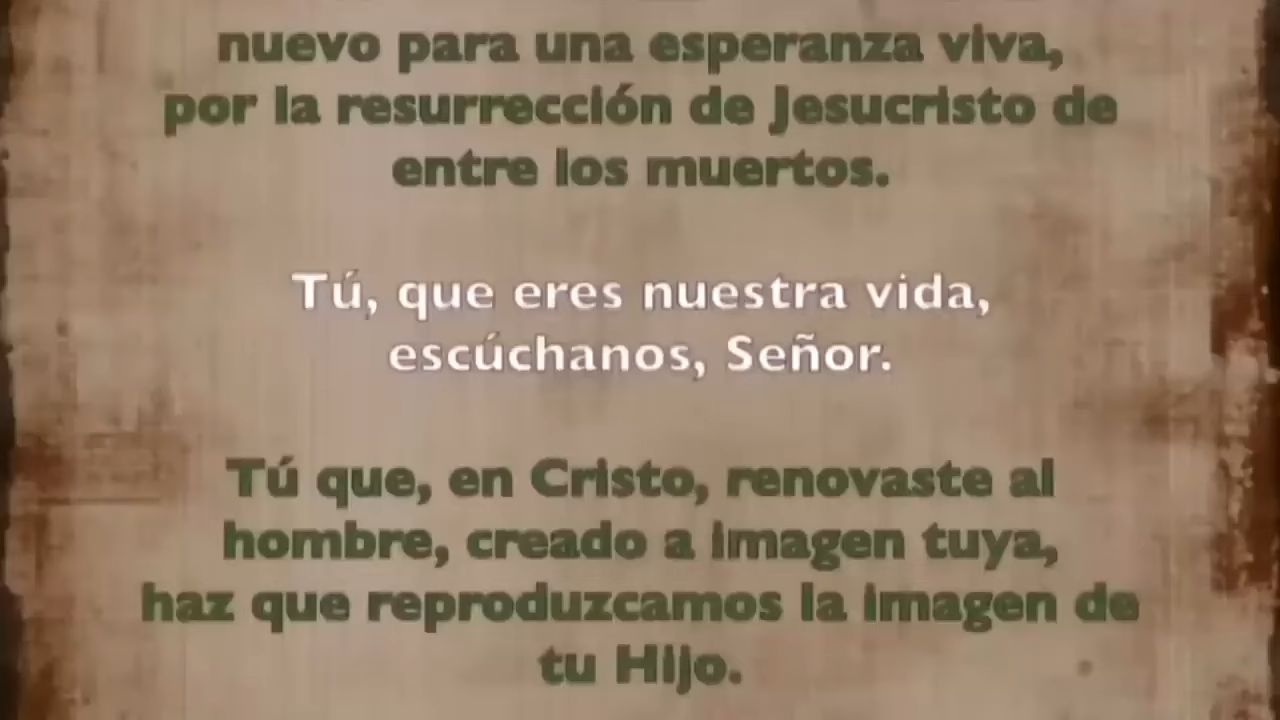 nuevo para una esperanza viva,
por la resurrección de Jesucristo de
entre los muertos.
Tú, que eres nuestra vida,
escúchanos, Señor.
Tú que, en Cristo, renovaste al
hombre, creado a imagen tuya,
haz que reproduzcamos la imagen de
tu Hijo.